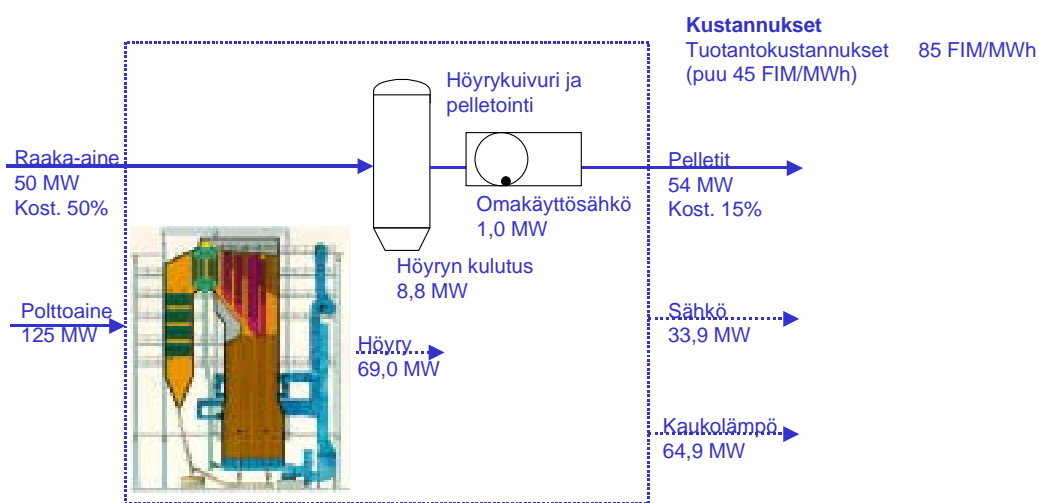 Kustannukset
Tuotantokustannukset 85 FIM/MWh
(puu 45 FIM/MWh)
Höyrykuivuri ja
pelletointi
Raaka-aine
50 MW
Kost. 50%
Pelletit
54 MW
Kost. 15%
Omakäyttösähkö
1,0 MW
Höyryn kulutus
8,8 MW
Polttoaine
125 MW
Sähkö
33,9 MW
Höyry
69,0 MW
Kaukolämpö
64,9 MW